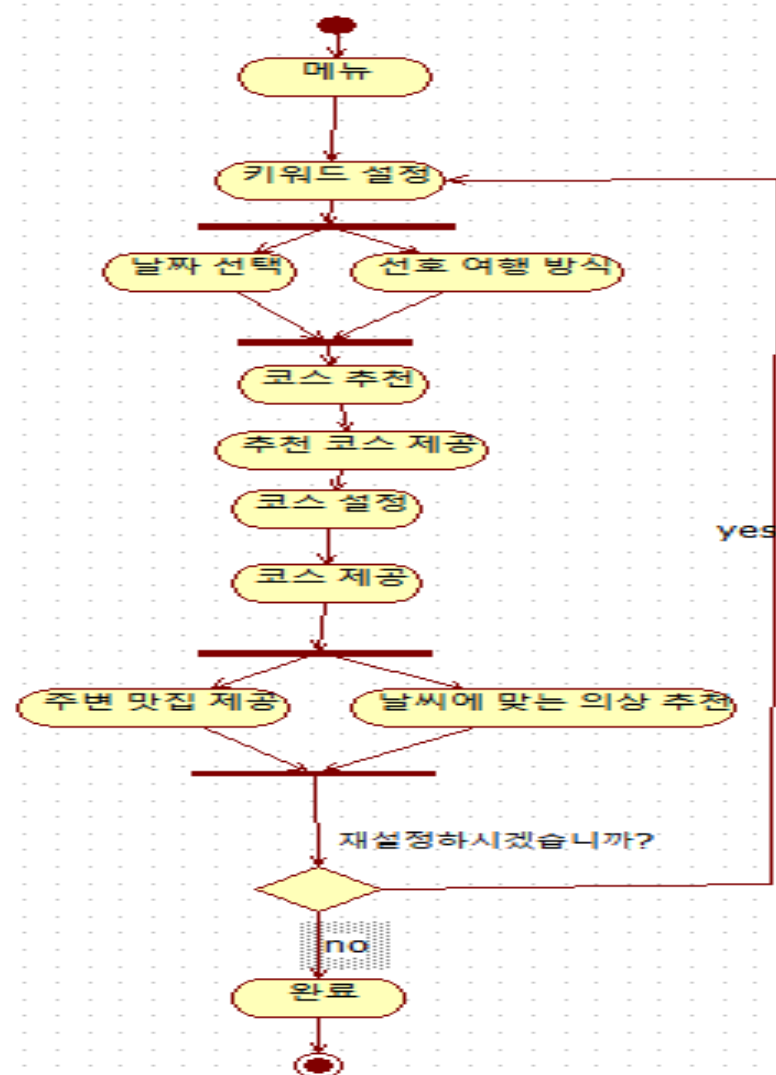 메뉴
키워드 설정
날짜 선택
선호 여행 방식
코스 추천
추천 코스 제공
코스 설정
yes
코스 제공
주변 맛집 제공
날씨에 맞는 의상 추천
재설정하시겠습니까?
no
완료